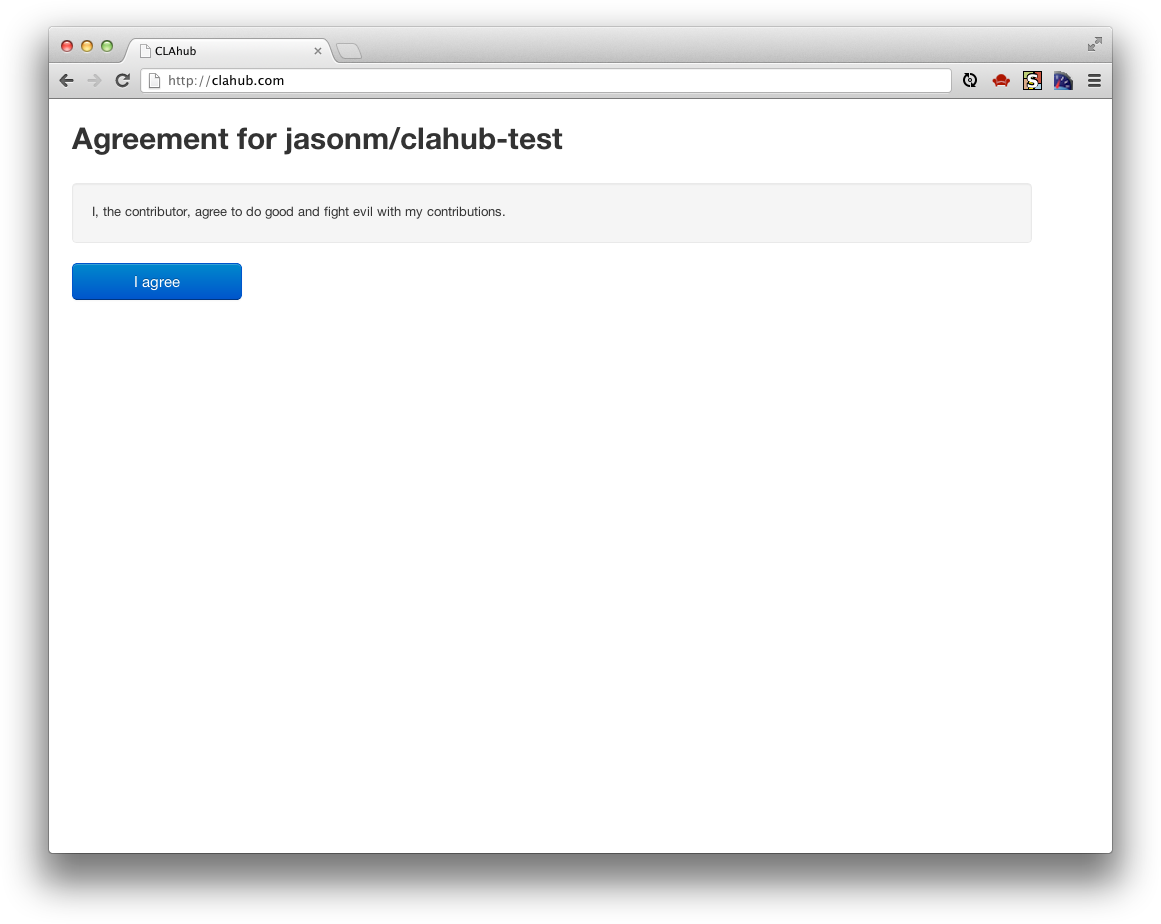 CLAhub
http://clahub.com
Agreement for jasonm/clahub-test
I, the contributor, agree to do good and fight evil with my contributions.
I agree